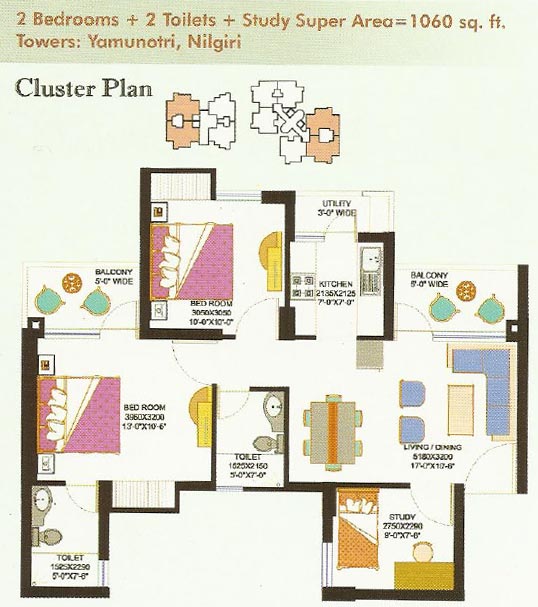 2 Bedrooms + 2 Toilets + Study Super Area=1060 sq. ft.
Towers: Yamunotri, Nilgiri
Cluster Plan
UTILITY
3'-0" WIDE
BALCONY
5'-0" WIDE
BALCONY
5'-0" WIDE
KITCHEN
2135X2125
7'-0"X7'-0"
BED ROOM
3050X3050
10'-0"X10'-0"
BED ROOM
3960X3200
13'-0"X10'-6"
TOILET
1525X2150
5'-0"X7'-0"
LIVING / DINING
5180X3200
17'-0"X10'-6"
STUDY
2750X2290
9'-0"X7'-6"
TOILET
1525X2290
5'-0"X7'-6"